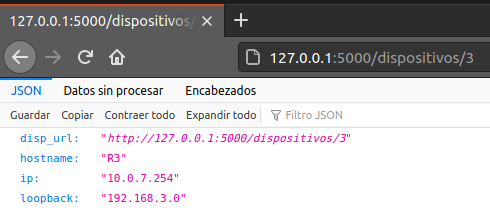 127.0.0.1:5000/dispositivos/
127.0.0.1:5000/dispositivos/3
JSON Datos sin procesar Encabezados
Guardar Copiar Contraer todo Expandir todo Filtro JSON
disp_url: "http://127.0.0.1:5000/dispositivos/3"
hostname: "R3"
ip: "10.0.7.254"
loopback: "192.168.3.0"